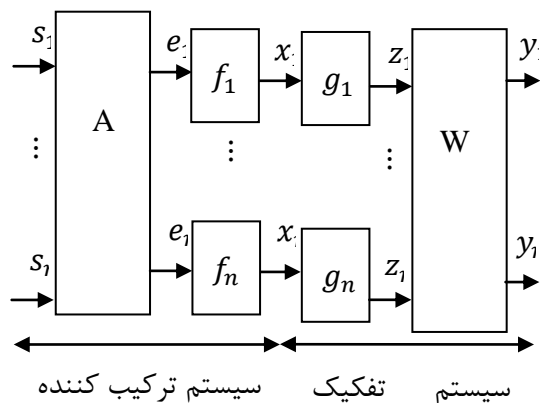 s₁ e₁ f₁ x₁ g₁ z₁ y₁
A W
⋮ ⋮ ⋮ ⋮
sₙ eₙ fₙ xₙ gₙ zₙ yₙ
سیستم ترکیب کننده سیستم تفکیک